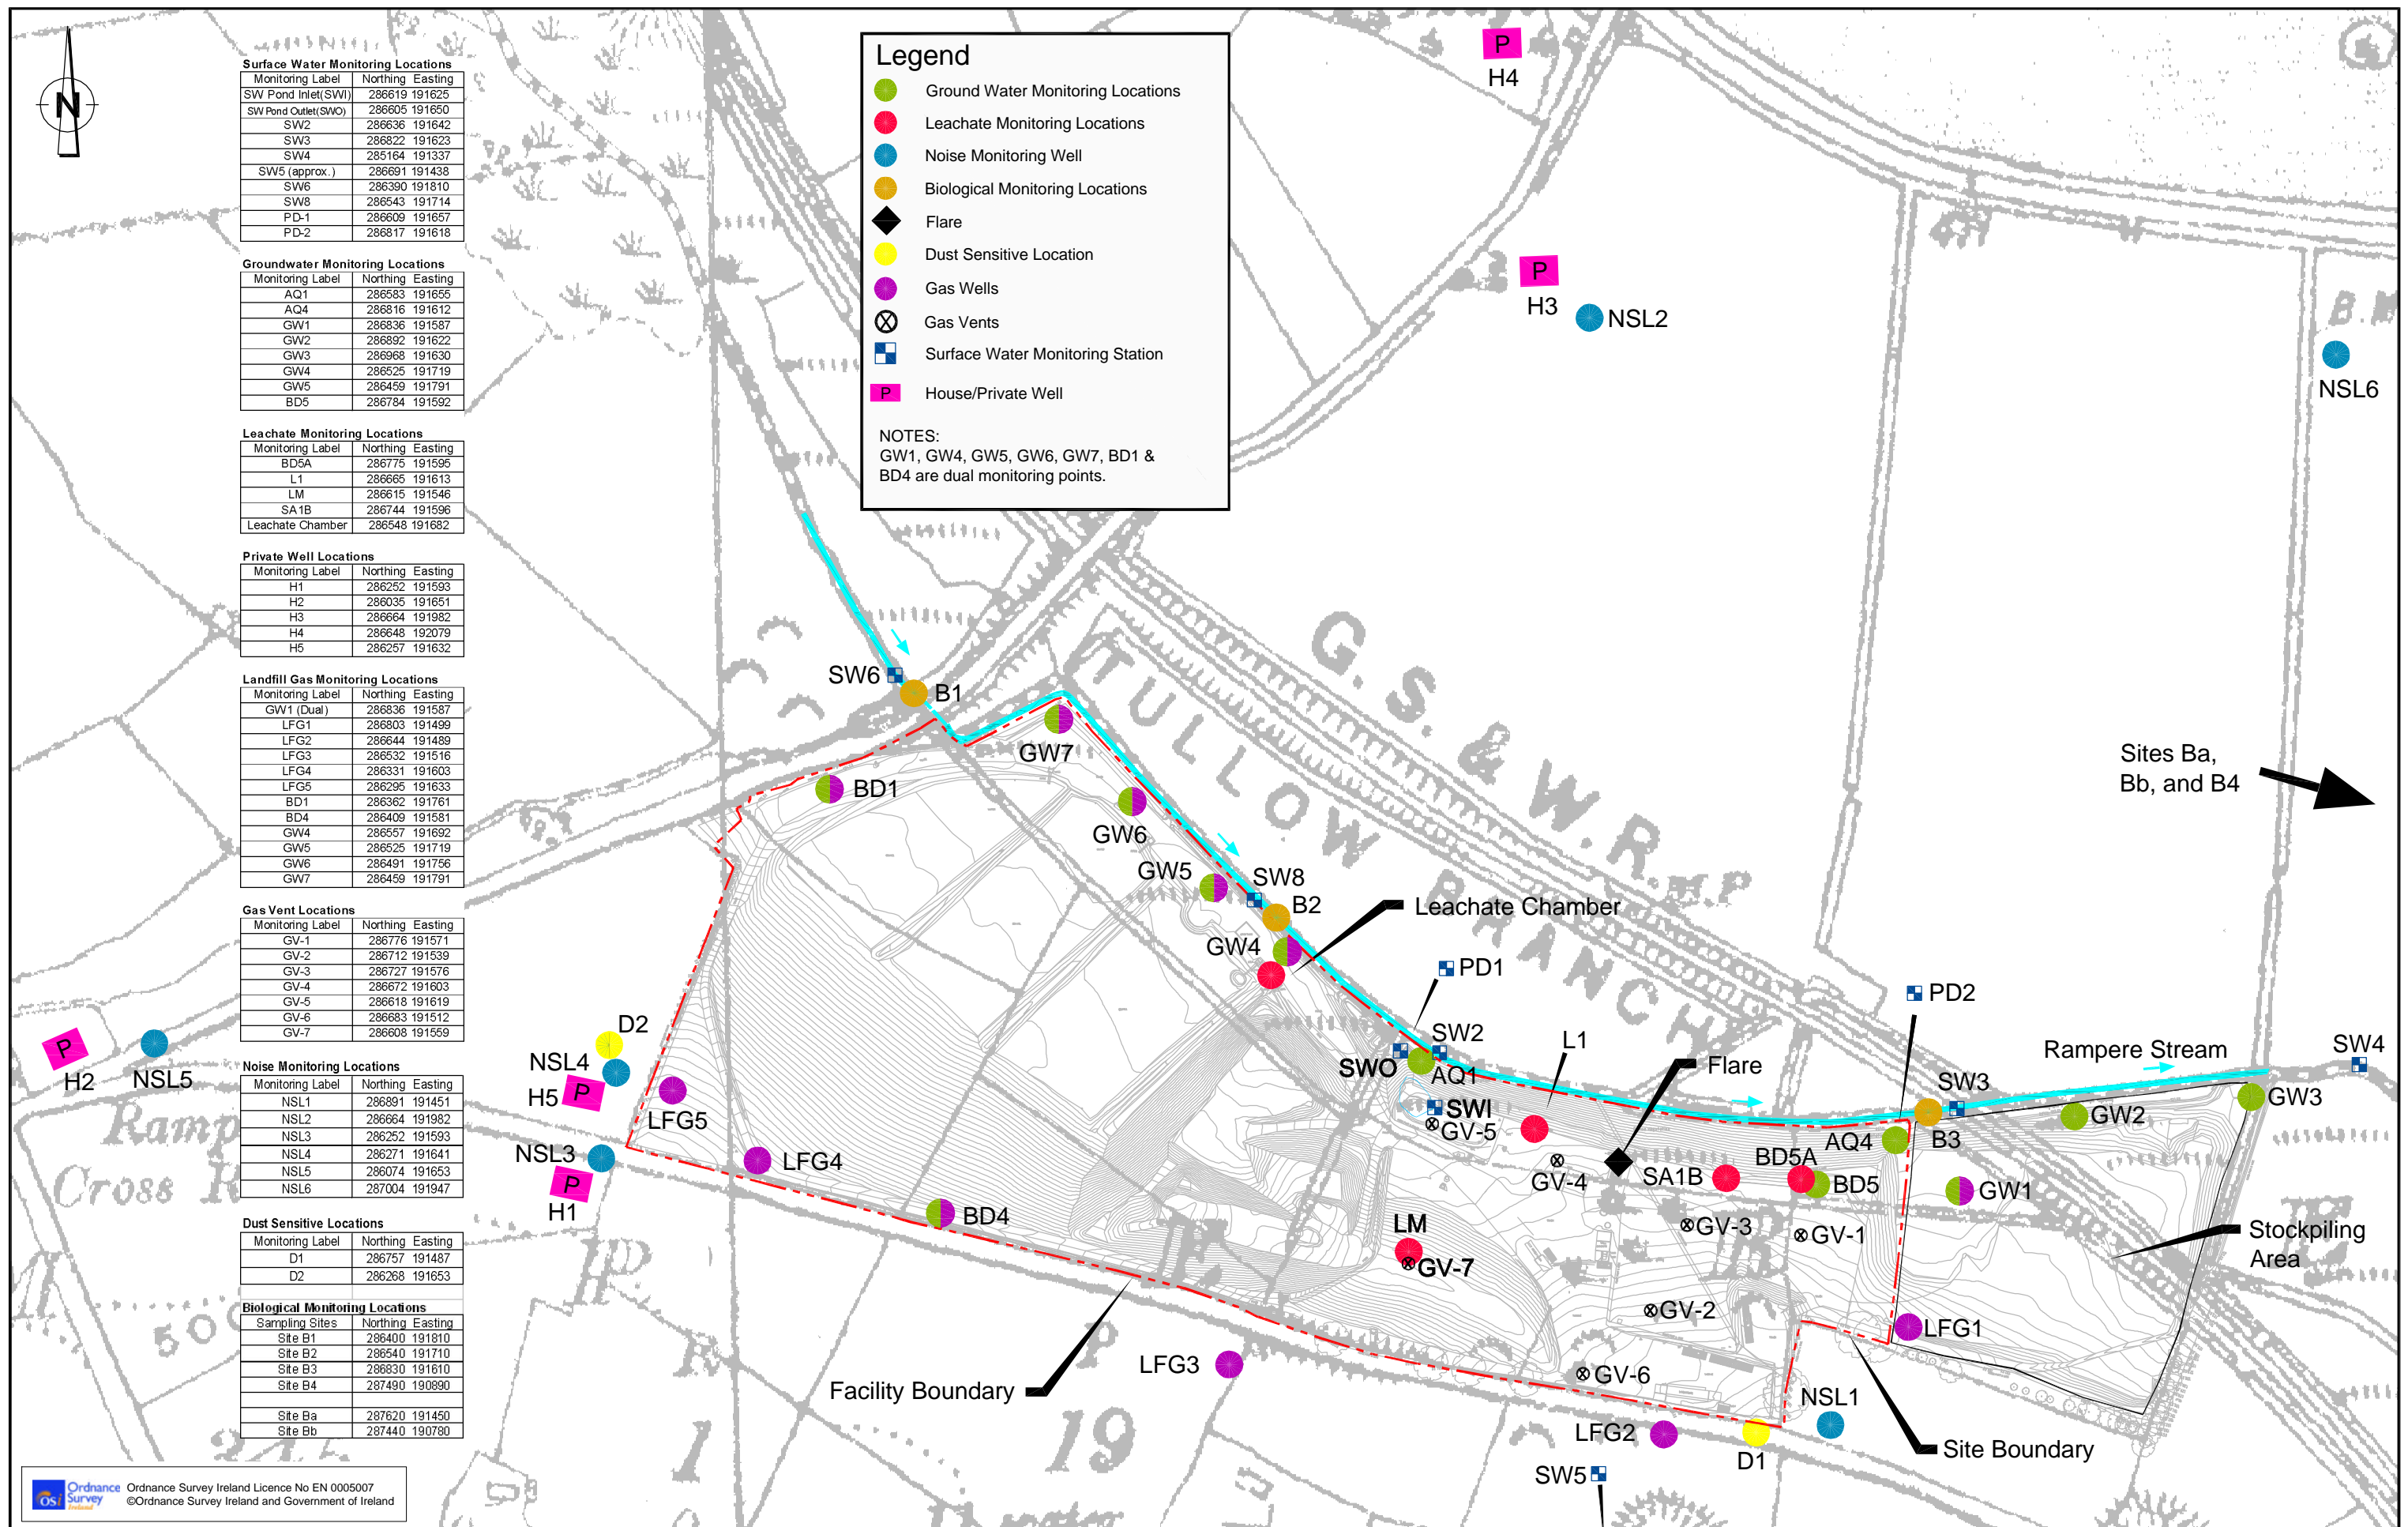 N
Surface Water Monitoring Locations
Monitoring Label Northing Easting
SW Pond Inlet(SWI) 286619 191625
SW Pond Outlet(SWO) 286605 191650
SW2 286636 191642
SW3 286822 191623
SW4 285164 191337
SW5 (approx.) 286691 191438
SW6 286390 191810
SW8 286543 191714
PD-1 286609 191657
PD-2 286817 191618
Groundwater Monitoring Locations
Monitoring Label Northing Easting
AQ1 286583 191655
AQ4 286816 191612
GW1 286836 191587
GW2 286892 191622
GW3 286968 191630
GW4 286525 191719
GW5 286459 191791
BD5 286784 191592
Leachate Monitoring Locations
Monitoring Label Northing Easting
BD5A 286775 191595
L1 286665 191613
LM 286615 191546
SA1B 286744 191596
Leachate Chamber 286548 191682
Private Well Locations
Monitoring Label Northing Easting
H1 286252 191593
H2 286035 191651
H3 286664 191982
H4 286648 192079
H5 286257 191632
Landfill Gas Monitoring Locations
Monitoring Label Northing Easting
GW1 (Dual) 286836 191587
LFG1 286803 191499
LFG2 286644 191489
LFG3 286532 191516
LFG4 286331 191603
LFG5 286295 191633
BD1 286362 191761
BD4 286409 191581
GW4 286557 191692
GW5 286525 191719
GW6 286491 191756
GW7 286459 191791
Gas Vent Locations
Monitoring Label Northing Easting
GV-1 286776 191571
GV-2 286712 191539
GV-3 286727 191576
GV-4 286672 191603
GV-5 286618 191619
GV-6 286683 191512
GV-7 286608 191559
Noise Monitoring Locations
Monitoring Label Northing Easting
NSL1 286891 191451
NSL2 286664 191982
NSL3 286252 191593
NSL4 286271 191641
NSL5 286074 191653
NSL6 287004 191947
Dust Sensitive Locations
Monitoring Label Northing Easting
D1 286757 191487
D2 286268 191653
Biological Monitoring Locations
Sampling Sites Northing Easting
Site B1 286400 191810
Site B2 286540 191710
Site B3 286830 191610
Site B4 287490 190890
Site Ba 287620 191450
Site Bb 287440 190780
Legend
Ground Water Monitoring Locations
Leachate Monitoring Locations
Noise Monitoring Well
Biological Monitoring Locations
Flare
Dust Sensitive Location
Gas Wells
Gas Vents
Surface Water Monitoring Station
P House/Private Well
NOTES:
GW1, GW4, GW5, GW6, GW7, BD1 &
BD4 are dual monitoring points.
P
H4
P
H3
NSL2
NSL6
SW6
B1
GW7
BD1
GW6
GW5
SW8
B2
GW4
Leachate Chamber
G.S.&W.R.
TULLOW BRANCH
Sites Ba,
Bb, and B4
PD1
PD2
SW2
SWO
AQ1
L1
Flare
Rampere Stream
SW4
SW3
GW3
GW2
B3
AQ4
SWI
GV-5
GV-4
SA1B
BD5A
BD5
GW1
D2
NSL4
P
H5
LFG5
P
H2
NSL5
NSL3
P
H1
LFG4
BD4
LM
GV-7
GV-3
GV-1
GV-2
GV-6
Stockpiling
Area
LFG1
LFG3
Facility Boundary
NSL1
LFG2
D1
Site Boundary
SW5
Ramp
Cross
19
Ordnance
Survey
Ireland
osi
Ordnance Survey Ireland Licence No EN 0005007
©Ordnance Survey Ireland and Government of Ireland